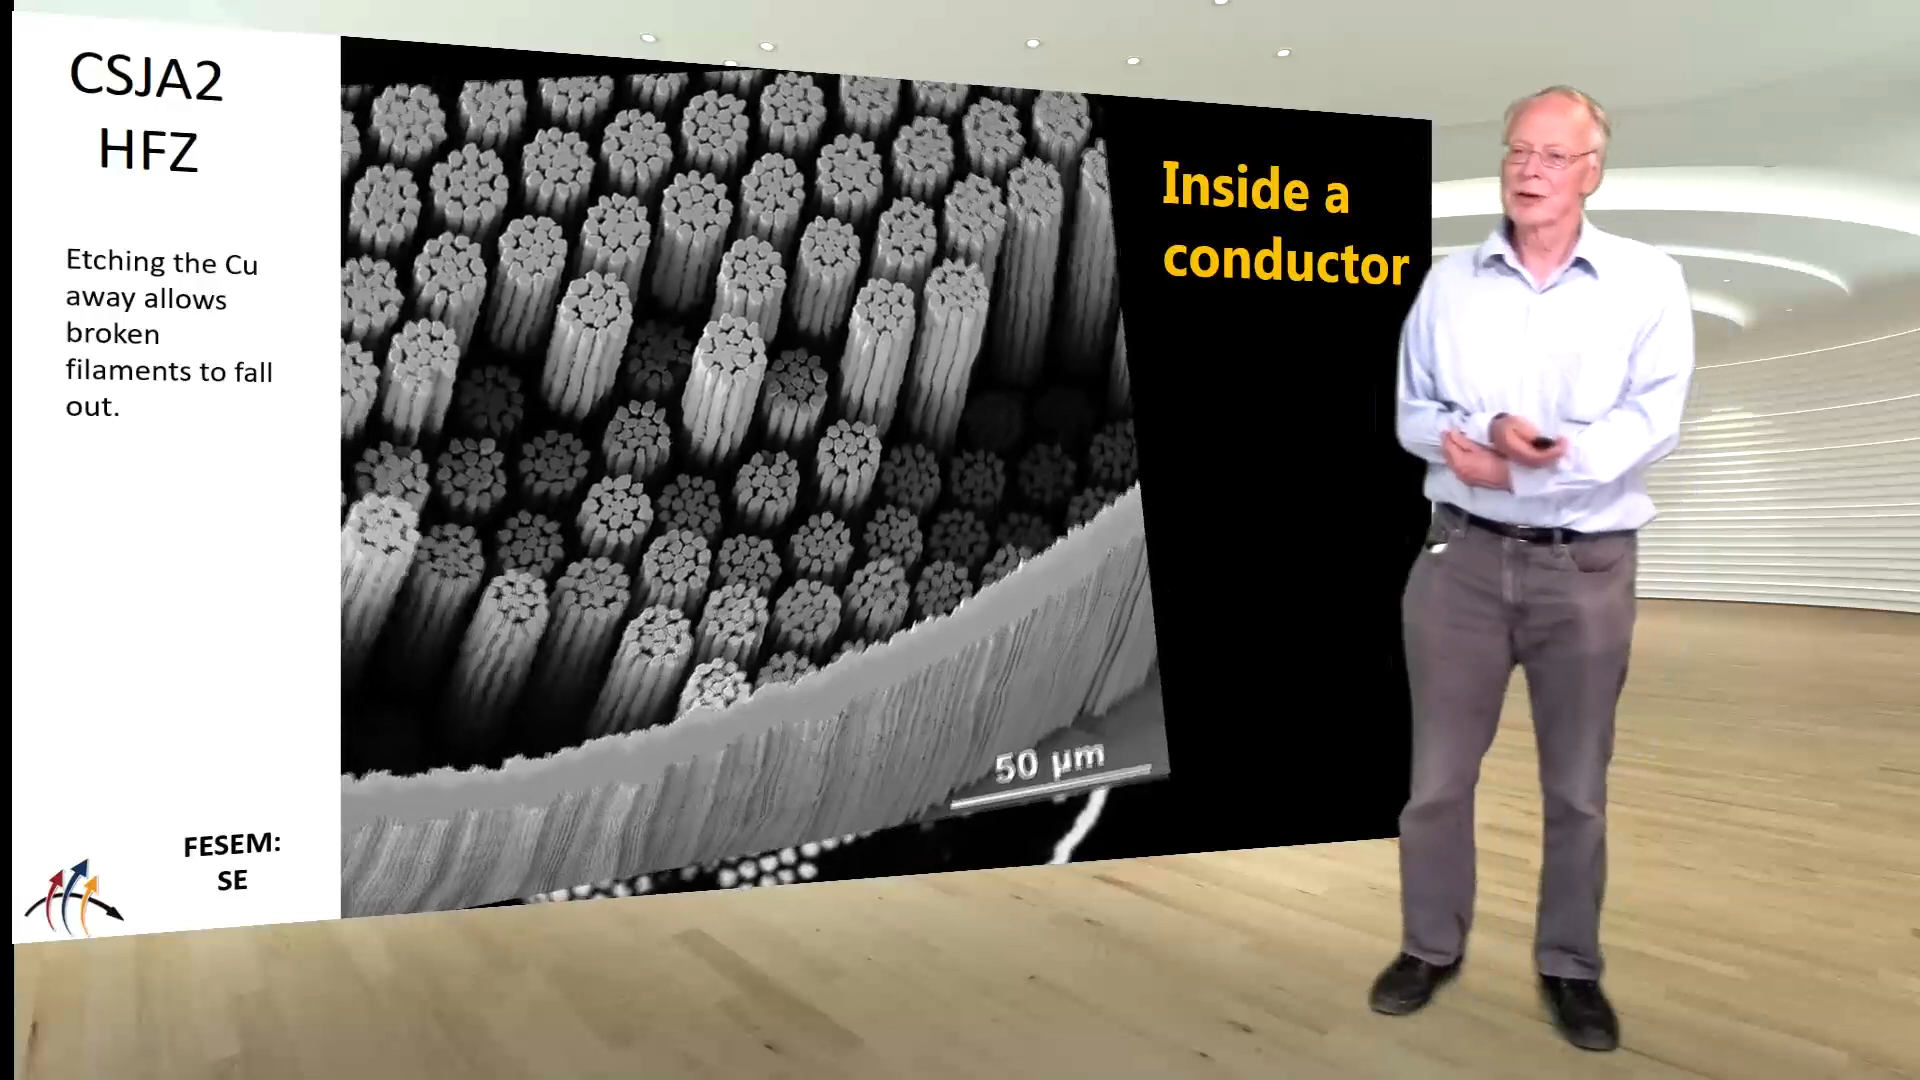 CSJA2
HFZ
Etching the Cu
away allows
broken
filaments to fall
out.
FESEM:
SE
Inside a
conductor
50 µm